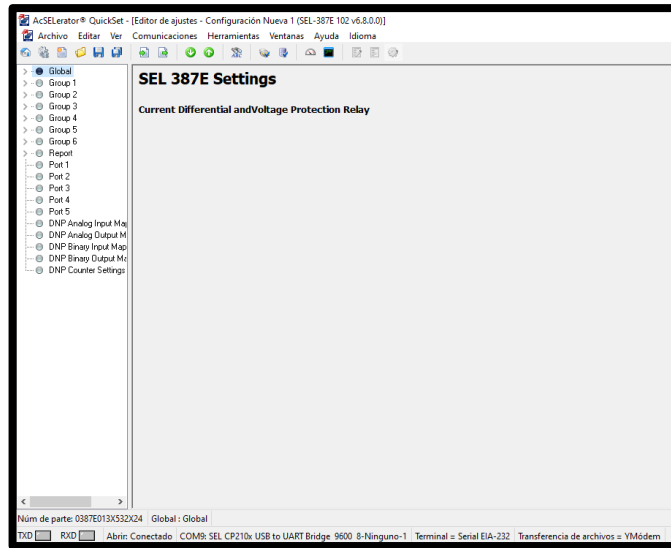 AcSELerator® QuickSet - [Editor de ajustes - Configuración Nueva 1 (SEL-387E 102 v6.8.0.0)]
Archivo Editar Ver Comunicaciones Herramientas Ventanas Ayuda Idioma
Global
Group 1
Group 2
Group 3
Group 4
Group 5
Group 6
Report
Port 1
Port 2
Port 3
Port 4
Port 5
DNP Analog Input Map
DNP Analog Output M
DNP Binary Input Map
DNP Binary Output Ma
DNP Counter Settings
SEL 387E Settings
Current Differential andVoltage Protection Relay
Núm de parte: 0387E013X532X24 Global : Global
TXD RXD Abrir: Conectado COM9: SEL CP210x USB to UART Bridge 9600 8-Ninguno-1 Terminal = Serial EIA-232 Transferencia de archivos = YMódem